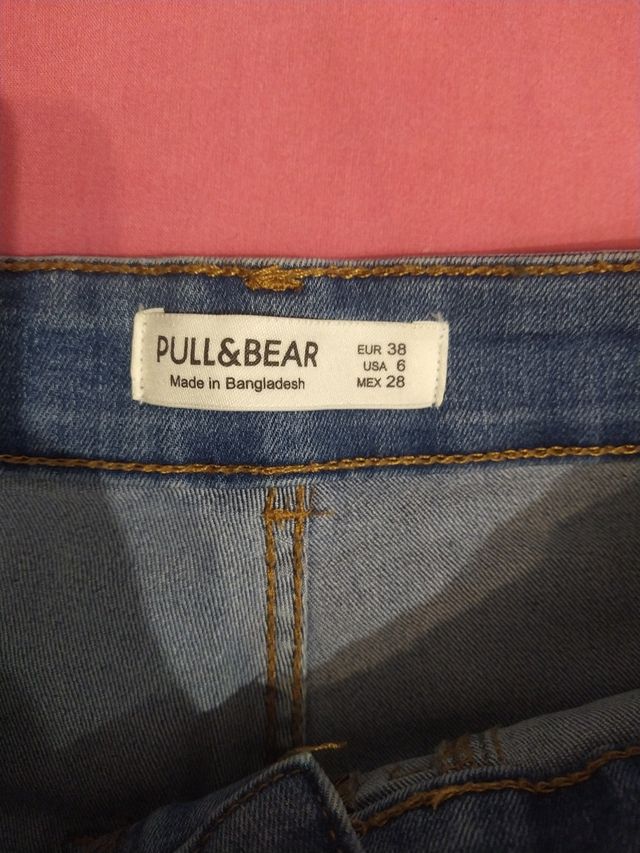 PULL&BEAR
Made in Bangladesh
EUR 38
USA 6
MEX 28